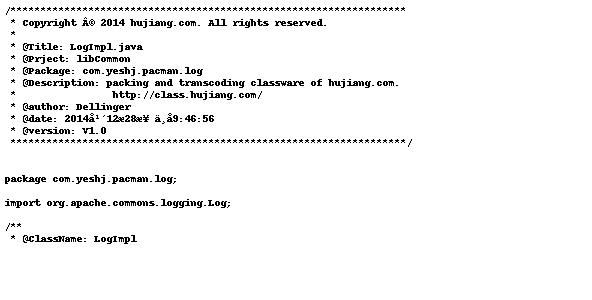 /******************************************************************
 * Copyright Â© 2014 hujiang.com. All rights reserved.
 *
 * @Title: LogImpl.java
 * @Prject: libCommon
 * @Package: com.yeshj.pacman.log
 * @Description: packing and transcoding classware of hujiang.com.
 *                http://class.hujiang.com/
 * @author: Dellinger
 * @date: 2014å¹´12æ28æ¥ ä¸å9:46:56
 * @version: V1.0
 ******************************************************************/
package com.yeshj.pacman.log;
import org.apache.commons.logging.Log;
/**
 * @ClassName: LogImpl